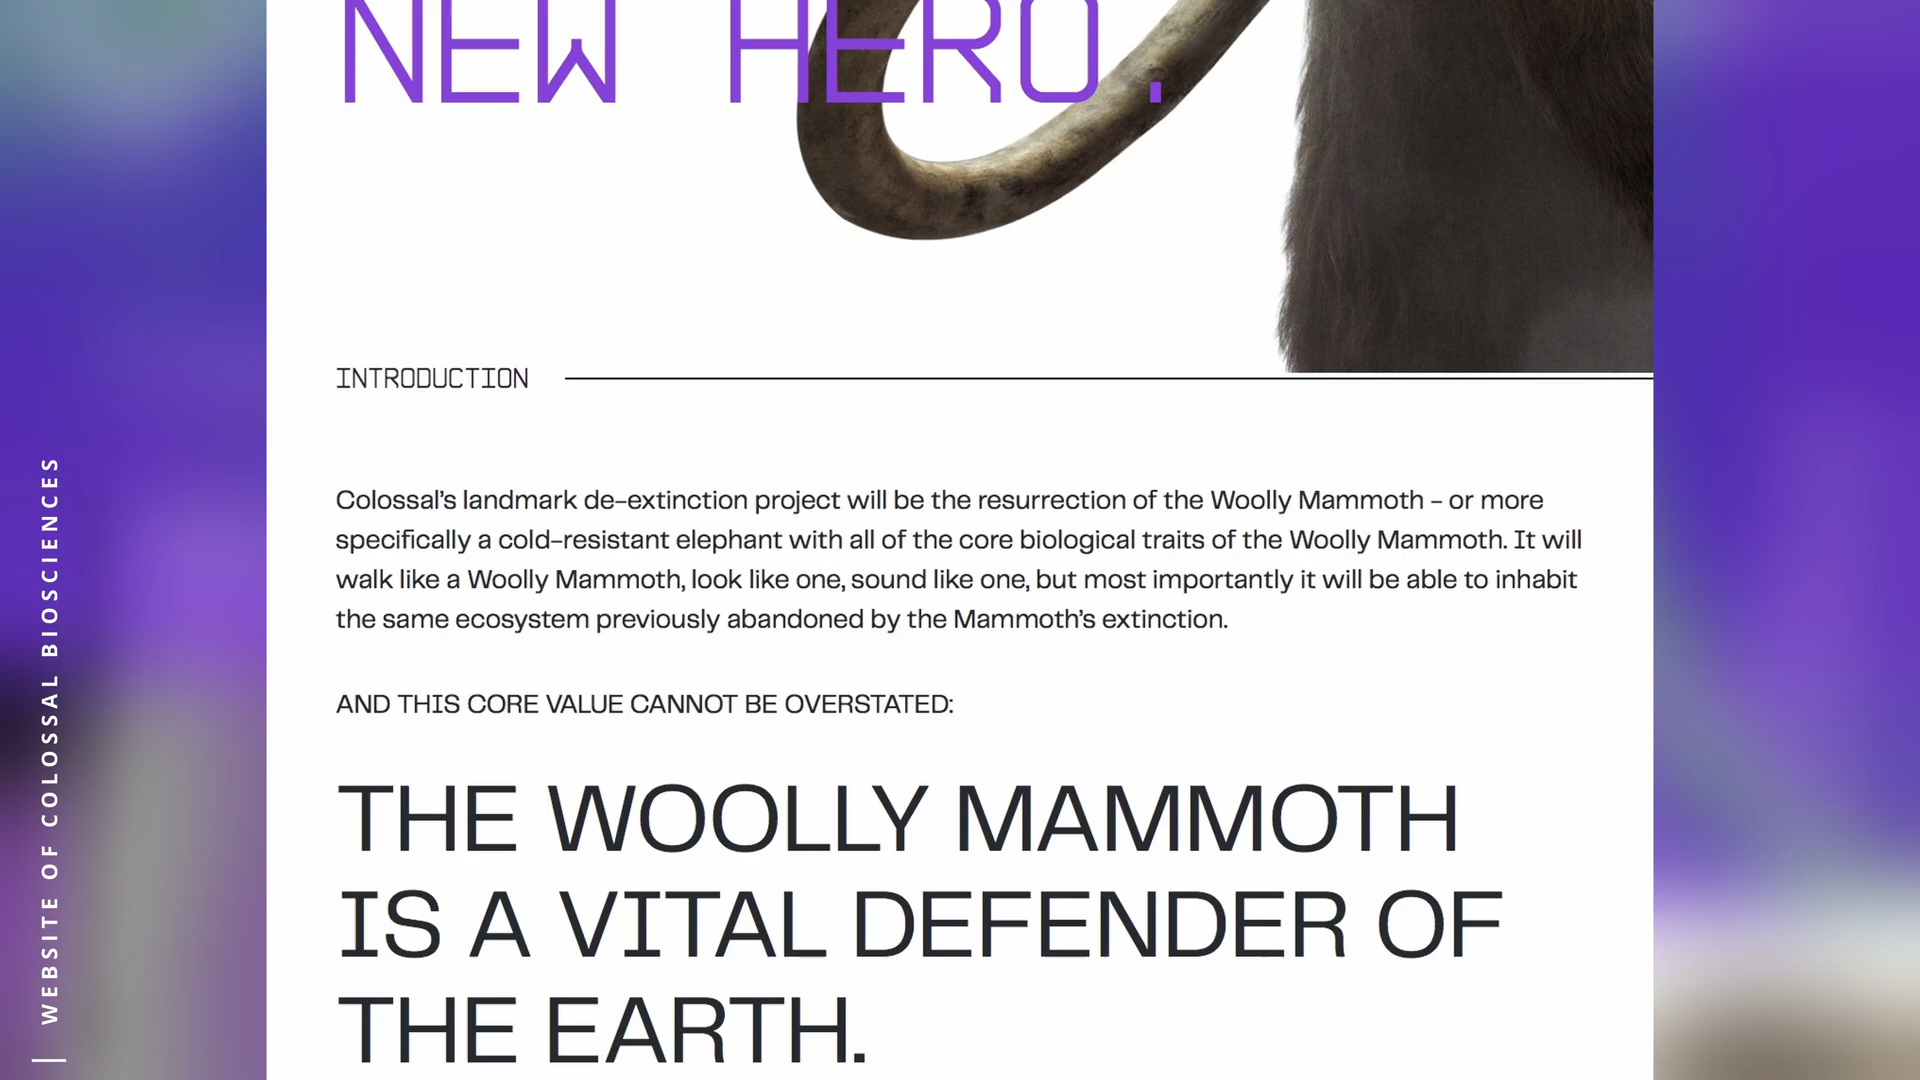 NEW HERO.
INTRODUCTION
Colossal's landmark de-extinction project will be the resurrection of the Woolly Mammoth - or more
specifically a cold-resistant elephant with all of the core biological traits of the Woolly Mammoth. It will
walk like a Woolly Mammoth, look like one, sound like one, but most importantly it will be able to inhabit
the same ecosystem previously abandoned by the Mammoth's extinction.
AND THIS CORE VALUE CANNOT BE OVERSTATED:
THE WOOLLY MAMMOTH
IS A VITAL DEFENDER OF
THE EARTH.
WEBSITE OF COLOSSAL BIOSCIENCES